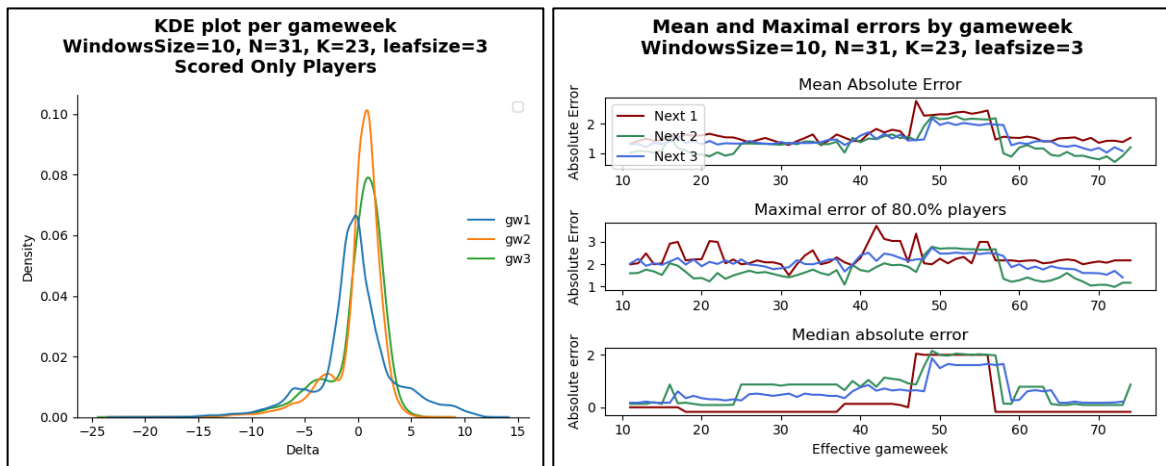 KDE plot per gameweek
WindowsSize=10, N=31, K=23, leafsize=3
Scored Only Players
Density
0.10
0.08
0.06
0.04
0.02
0.00
−25 −20 −15 −10 −5 0 5 10 15
Delta
gw1
gw2
gw3
Mean and Maximal errors by gameweek
WindowsSize=10, N=31, K=23, leafsize=3
Mean Absolute Error
Absolute Error
2
1
Next 1
Next 2
Next 3
10 20 30 40 50 60 70
Maximal error of 80.0% players
Absolute Error
3
2
1
10 20 30 40 50 60 70
Median absolute error
Absolute error
2
0
10 20 30 40 50 60 70
Effective gameweek